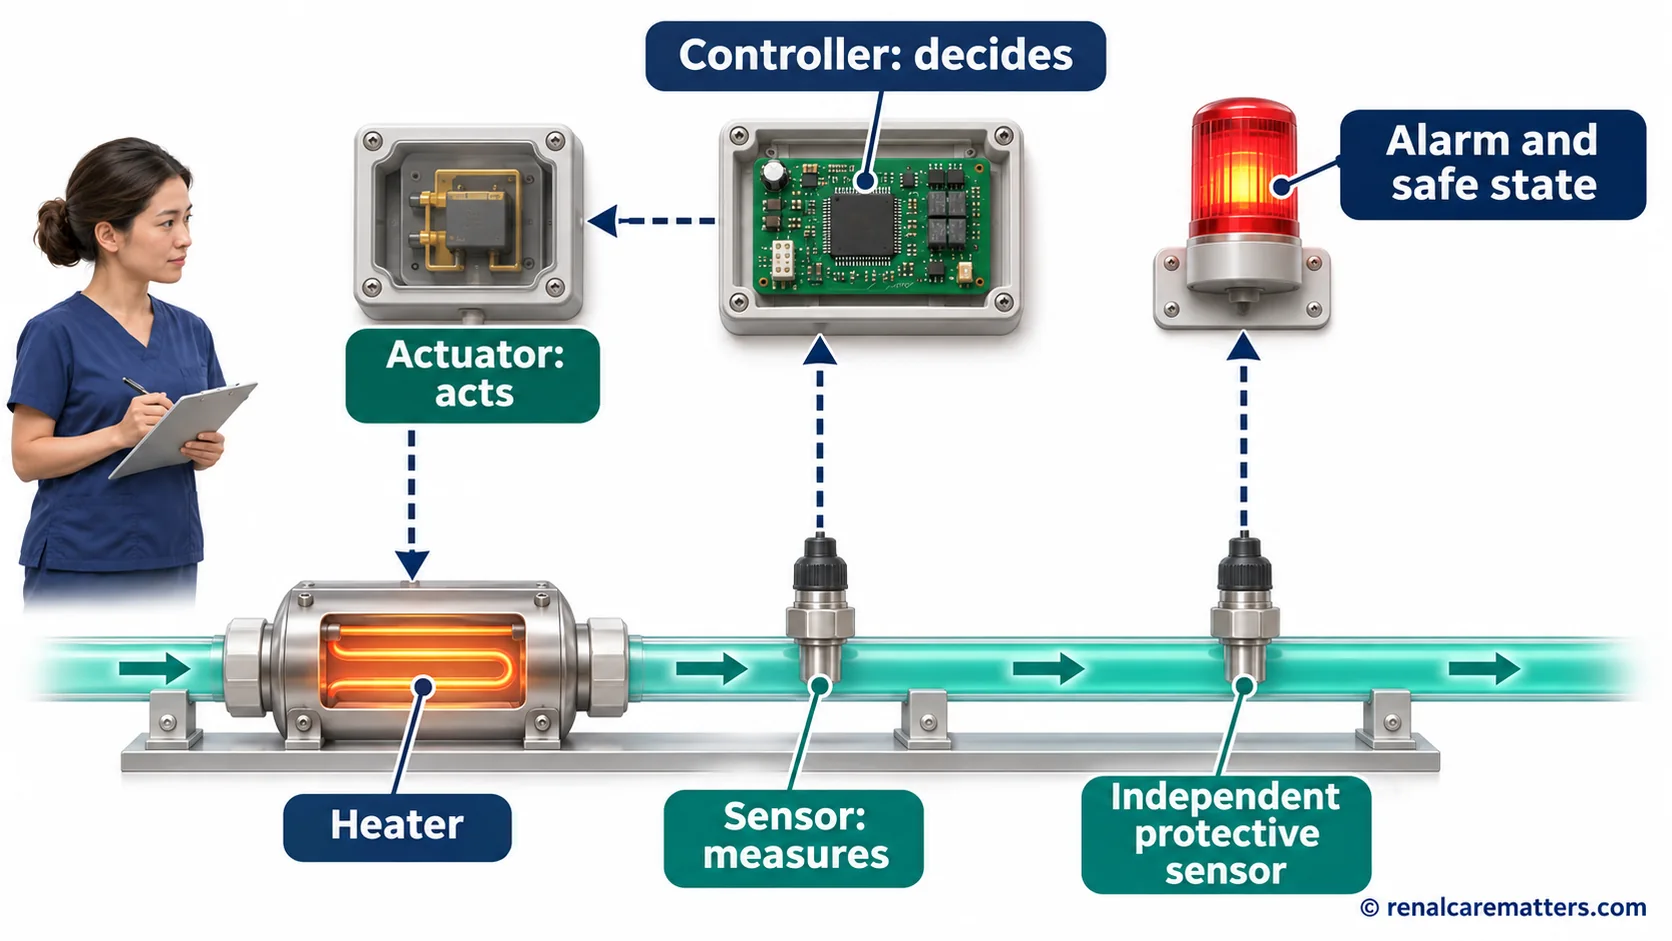 Controller: decides
Alarm and
safe state
Actuator:
acts
Heater
Sensor:
measures
Independent
protective
sensor
© renalcarematters.com